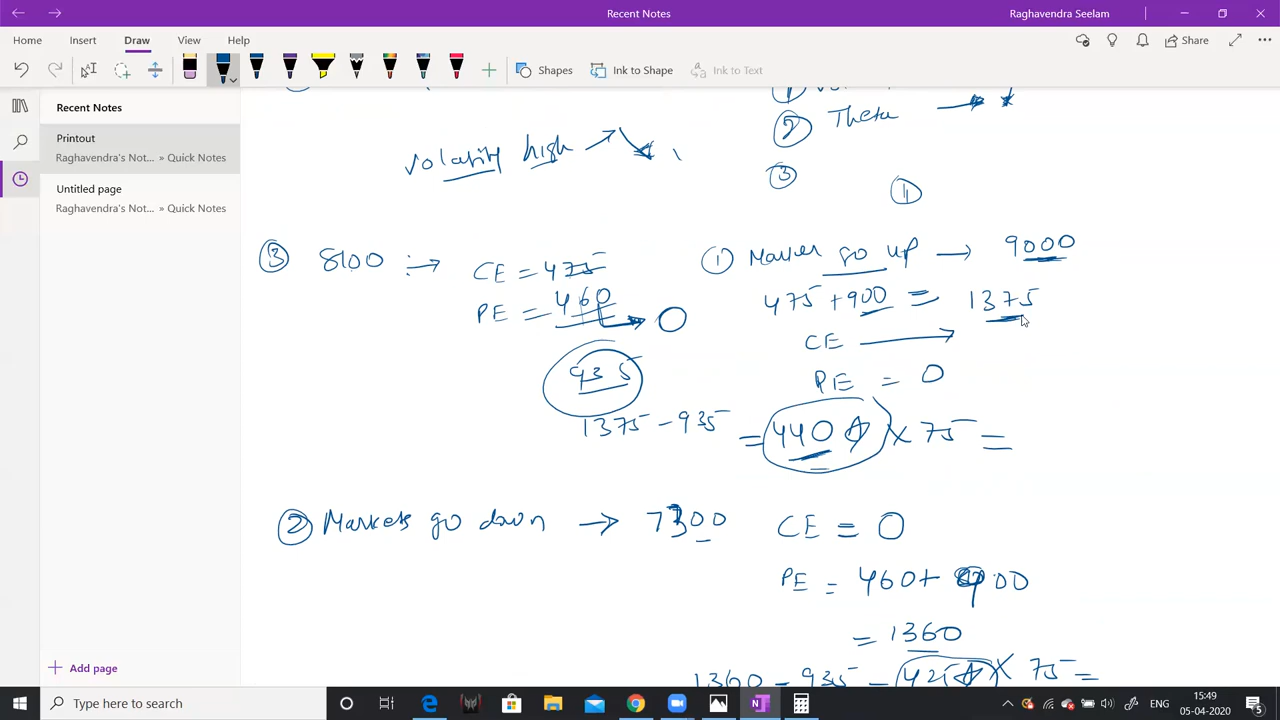 Recent Notes
Raghavendra Seelam
Home Insert Draw View Help
Share
Shapes
Ink to Shape
Ink to Text
Recent Notes
Printout
Raghavendra's Not... » Quick Notes
Untitled page
Raghavendra's Not... » Quick Notes
Add page
① 
② Theta
volatity high
③
①
③ 8100 :→ CE = 475
PE = 460 → 0
935
① Market go up → 9000
475 + 900 = 1375
CE →
PE = 0
1375 - 935 = 440 × 75 =
② Markets go down → 7300 CE = 0
PE = 460 + 900
= 1360
1360 - 935 = 425 × 75 =
Type here to search
ENG
15:49
05-04-2020
5